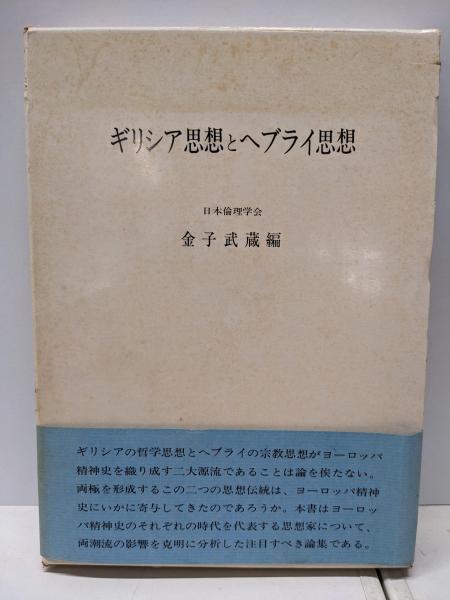 ギリシア思想とヘブライ思想
日本倫理学会
金子武蔵編
ギリシアの哲学思想とヘブライの宗教思想がヨーロッパ
精神史を織り成す二大源流であることは論を俟たない。
両極を形成するこの二つの思想伝統は、ヨーロッパ精神
史にいかに寄与してきたのであろうか。本書はヨーロッ
パ精神史のそれぞれの時代を代表する思想家について、
両潮流の影響を克明に分析した注目すべき論集である。